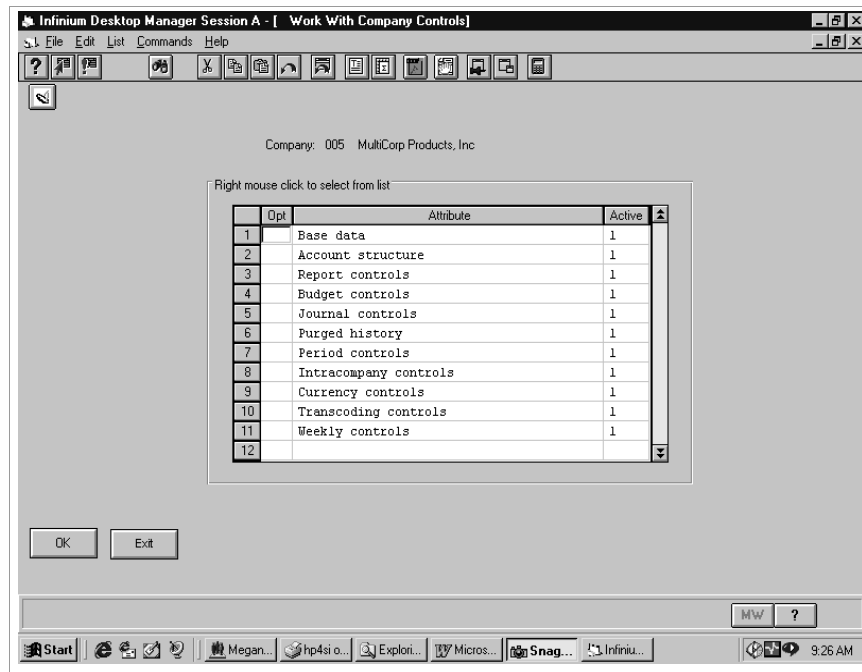 Infinium Desktop Manager Session A - [ Work With Company Controls]
File Edit List Commands Help
Company: 005 MultiCorp Products, Inc
Right mouse click to select from list
Opt Attribute Active
1 Base data 1
2 Account structure 1
3 Report controls 1
4 Budget controls 1
5 Journal controls 1
6 Purged history 1
7 Period controls 1
8 Intracompany controls 1
9 Currency controls 1
10 Transcoding controls 1
11 Weekly controls 1
12
OK Exit
MW ?
Start Megan... hp4si o... Explori... Micros... Snag... Infiniu... 9:26 AM